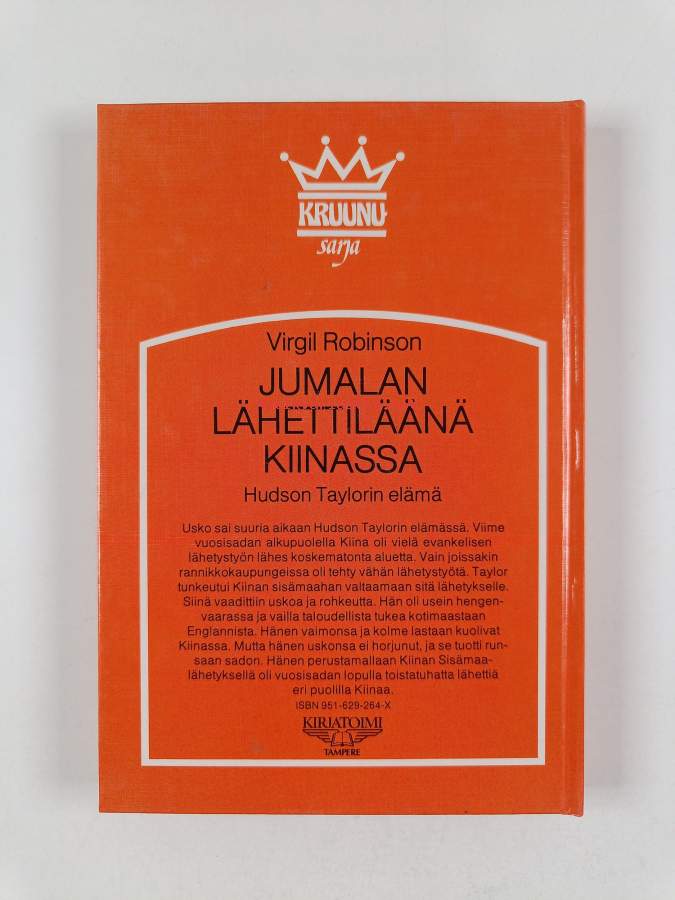 KRUUNU
sarja
Virgil Robinson
JUMALAN
LÄHETTILÄÄNÄ
KIINASSA
Hudson Taylorin elämä
Usko sai suuria aikaan Hudson Taylorin elämässä. Viime
vuosisadan alkupuolella Kiina oli vielä evankelisen
lähetystyön lähes koskematonta aluetta. Vain joissakin
rannikkokaupungeissa oli tehty vähän lähetystyötä. Taylor
tunkeutui Kiinan sisämaahan valtaamaan sitä lähetykselle.
Siinä vaadittiin uskoa ja rohkeutta. Hän oli usein hengen-
vaarassa ja vailla taloudellista tukea kotimaastaan
Englannista. Hänen vaimonsa ja kolme lastaan kuolivat
Kiinassa. Mutta hänen uskonsa ei horjunut, ja se tuotti run-
saan sadon. Hänen perustamallaan Kiinan Sisämaa-
lähetyksellä oli vuosisadan lopulla toistatuhatta lähettiä
eri puolilla Kiinaa.
ISBN 951-629-264-X
KIRJATOIMI
TAMPERE